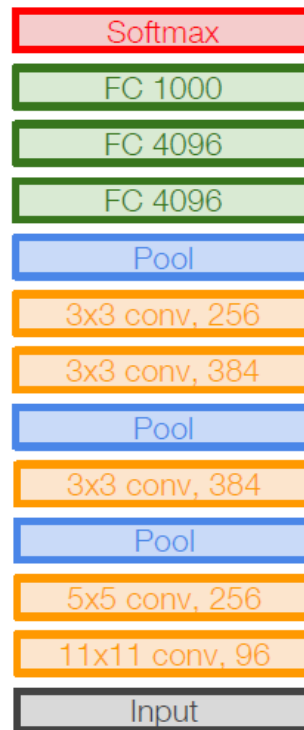 Softmax
FC 1000
FC 4096
FC 4096
Pool
3x3 conv, 256
3x3 conv, 384
Pool
3x3 conv, 384
Pool
5x5 conv, 256
11x11 conv, 96
Input